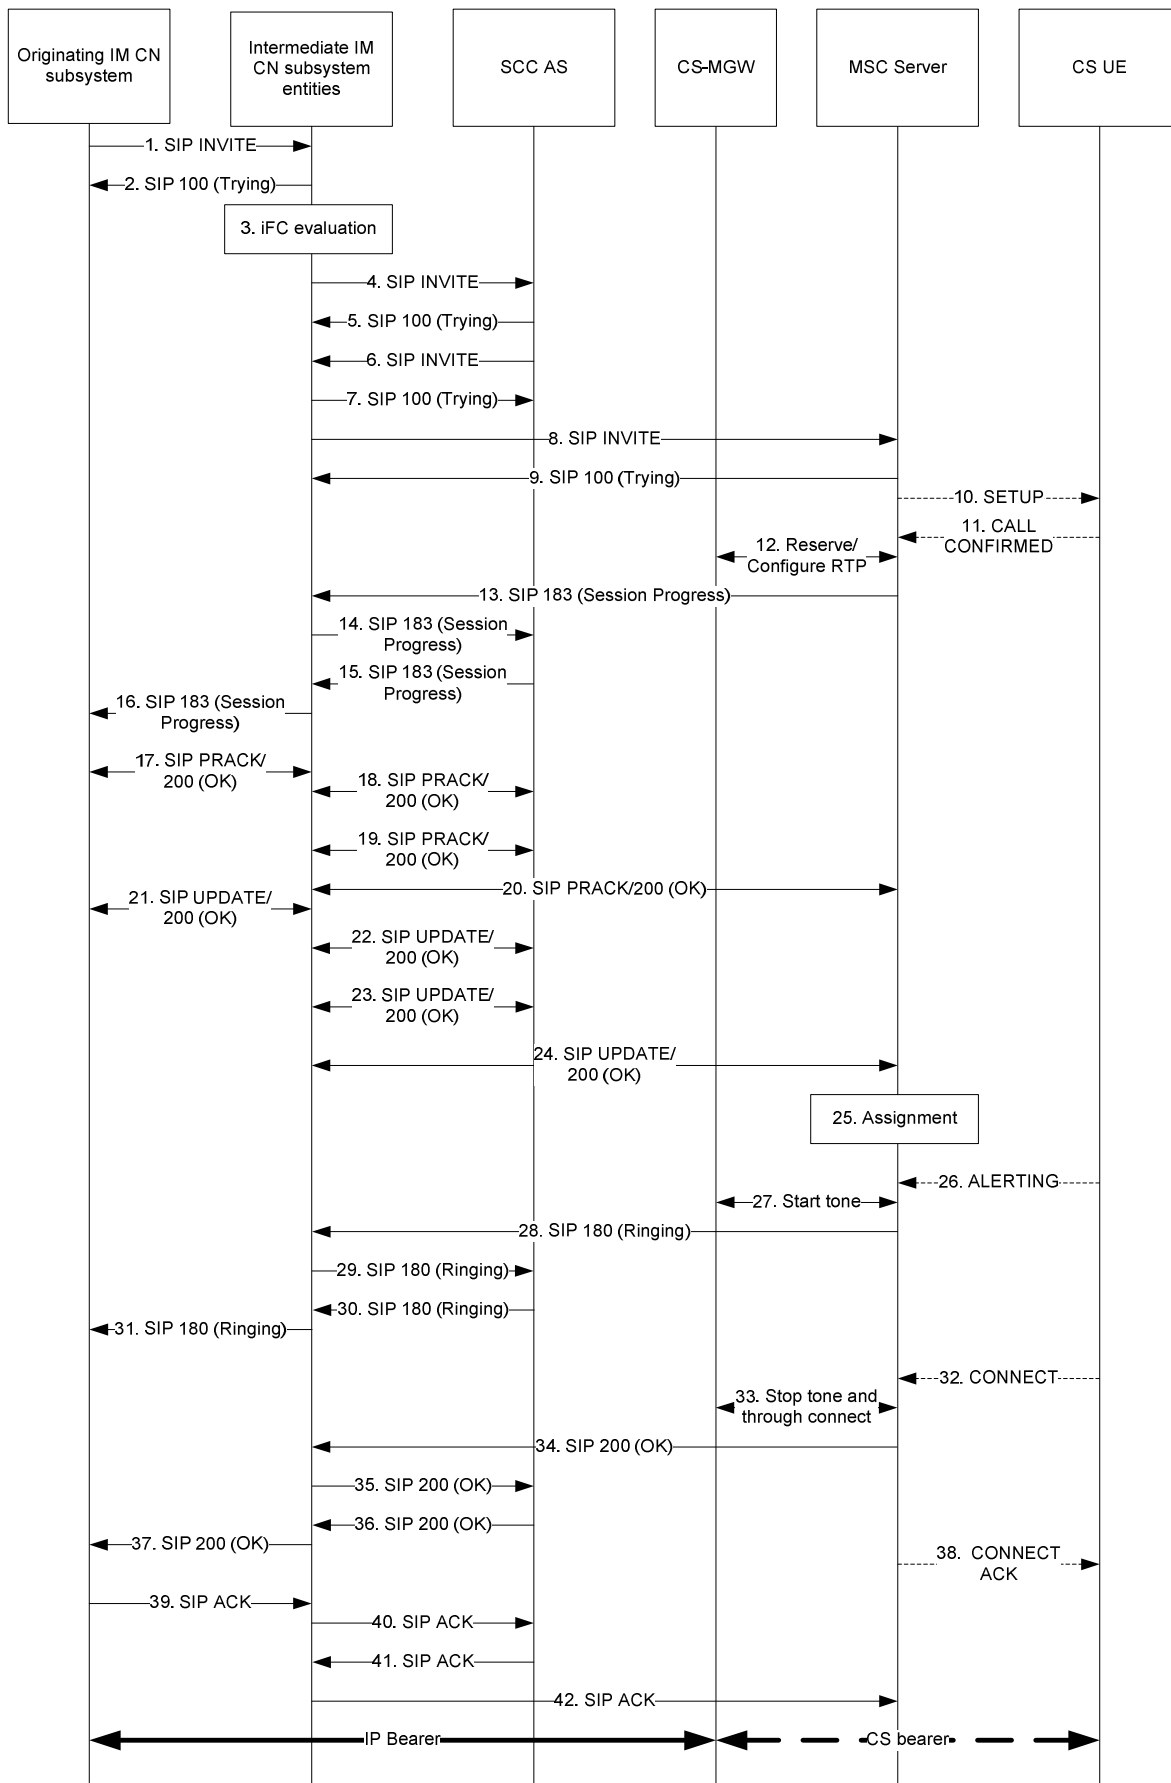 Originating IM CN
subsystem
Intermediate IM
CN subsystem
entities
SCC AS
CS-MGW
MSC Server
CS UE
1. SIP INVITE
2. SIP 100 (Trying)
3. iFC evaluation
4. SIP INVITE
5. SIP 100 (Trying)
6. SIP INVITE
7. SIP 100 (Trying)
8. SIP INVITE
9. SIP 100 (Trying)
10. SETUP
11. CALL
CONFIRMED
12. Reserve/
Configure RTP
13. SIP 183 (Session Progress)
14. SIP 183 (Session
Progress)
15. SIP 183 (Session
Progress)
16. SIP 183 (Session
Progress)
17. SIP PRACK/
200 (OK)
18. SIP PRACK/
200 (OK)
19. SIP PRACK/
200 (OK)
20. SIP PRACK/200 (OK)
21. SIP UPDATE/
200 (OK)
22. SIP UPDATE/
200 (OK)
23. SIP UPDATE/
200 (OK)
24. SIP UPDATE/
200 (OK)
25. Assignment
26. ALERTING
27. Start tone
28. SIP 180 (Ringing)
29. SIP 180 (Ringing)
30. SIP 180 (Ringing)
31. SIP 180 (Ringing)
32. CONNECT
33. Stop tone and
through connect
34. SIP 200 (OK)
35. SIP 200 (OK)
36. SIP 200 (OK)
37. SIP 200 (OK)
38. CONNECT
ACK
39. SIP ACK
40. SIP ACK
41. SIP ACK
42. SIP ACK
IP Bearer
CS bearer